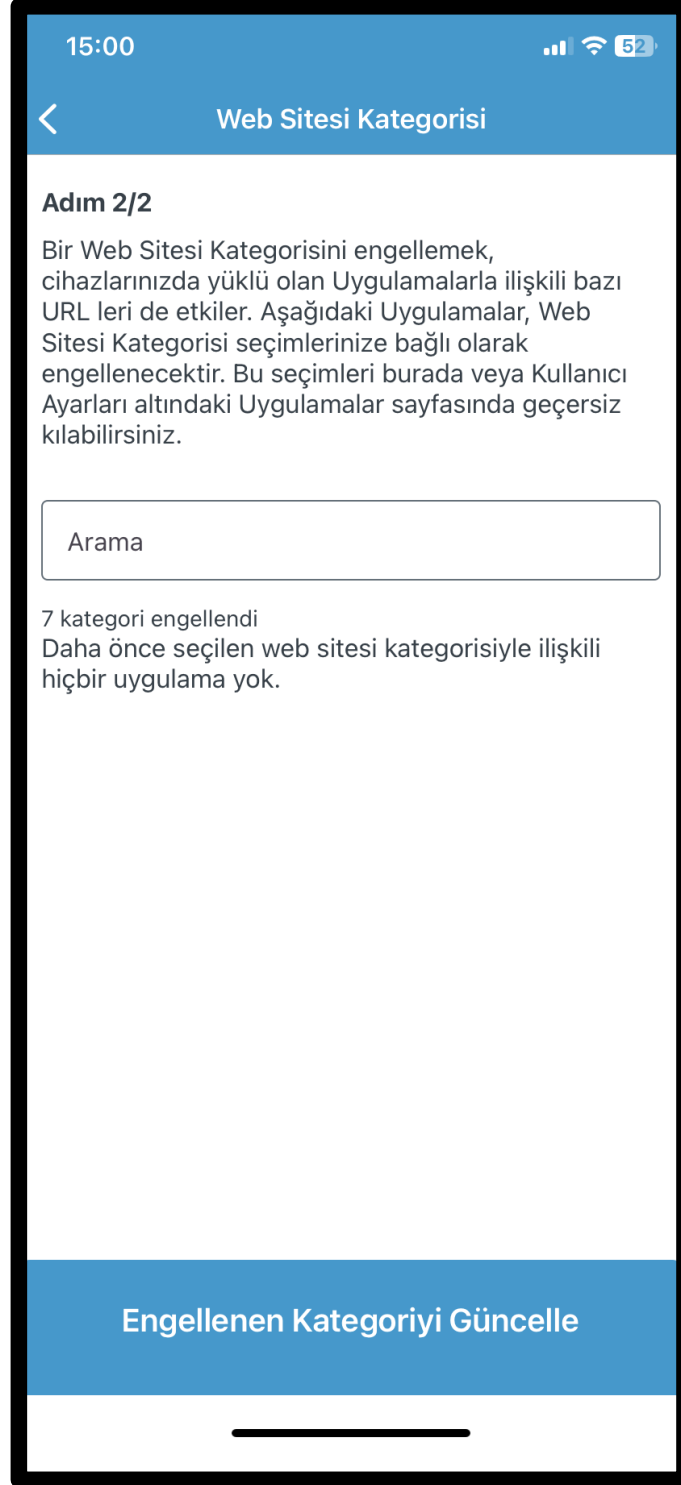 15:00
52
Web Sitesi Kategorisi
Adım 2/2
Bir Web Sitesi Kategorisini engellemek,
cihazlarınızda yüklü olan Uygulamalarla ilişkili bazı
URL leri de etkiler. Aşağıdaki Uygulamalar, Web
Sitesi Kategorisi seçimlerinize bağlı olarak
engellenecektir. Bu seçimleri burada veya Kullanıcı
Ayarları altındaki Uygulamalar sayfasında geçersiz
kılabilirsiniz.
Arama
7 kategori engellendi
Daha önce seçilen web sitesi kategorisiyle ilişkili
hiçbir uygulama yok.
Engellenen Kategoriyi Güncelle